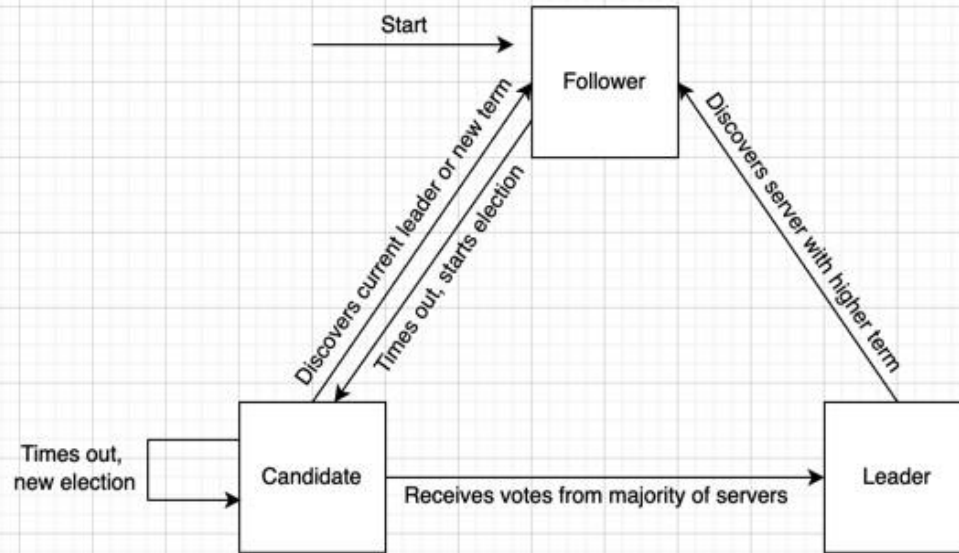 Start
Follower
Discovers current leader or new term
Times out, starts election
Discovers server with higher term
Times out,
new election
Candidate
Receives votes from majority of servers
Leader